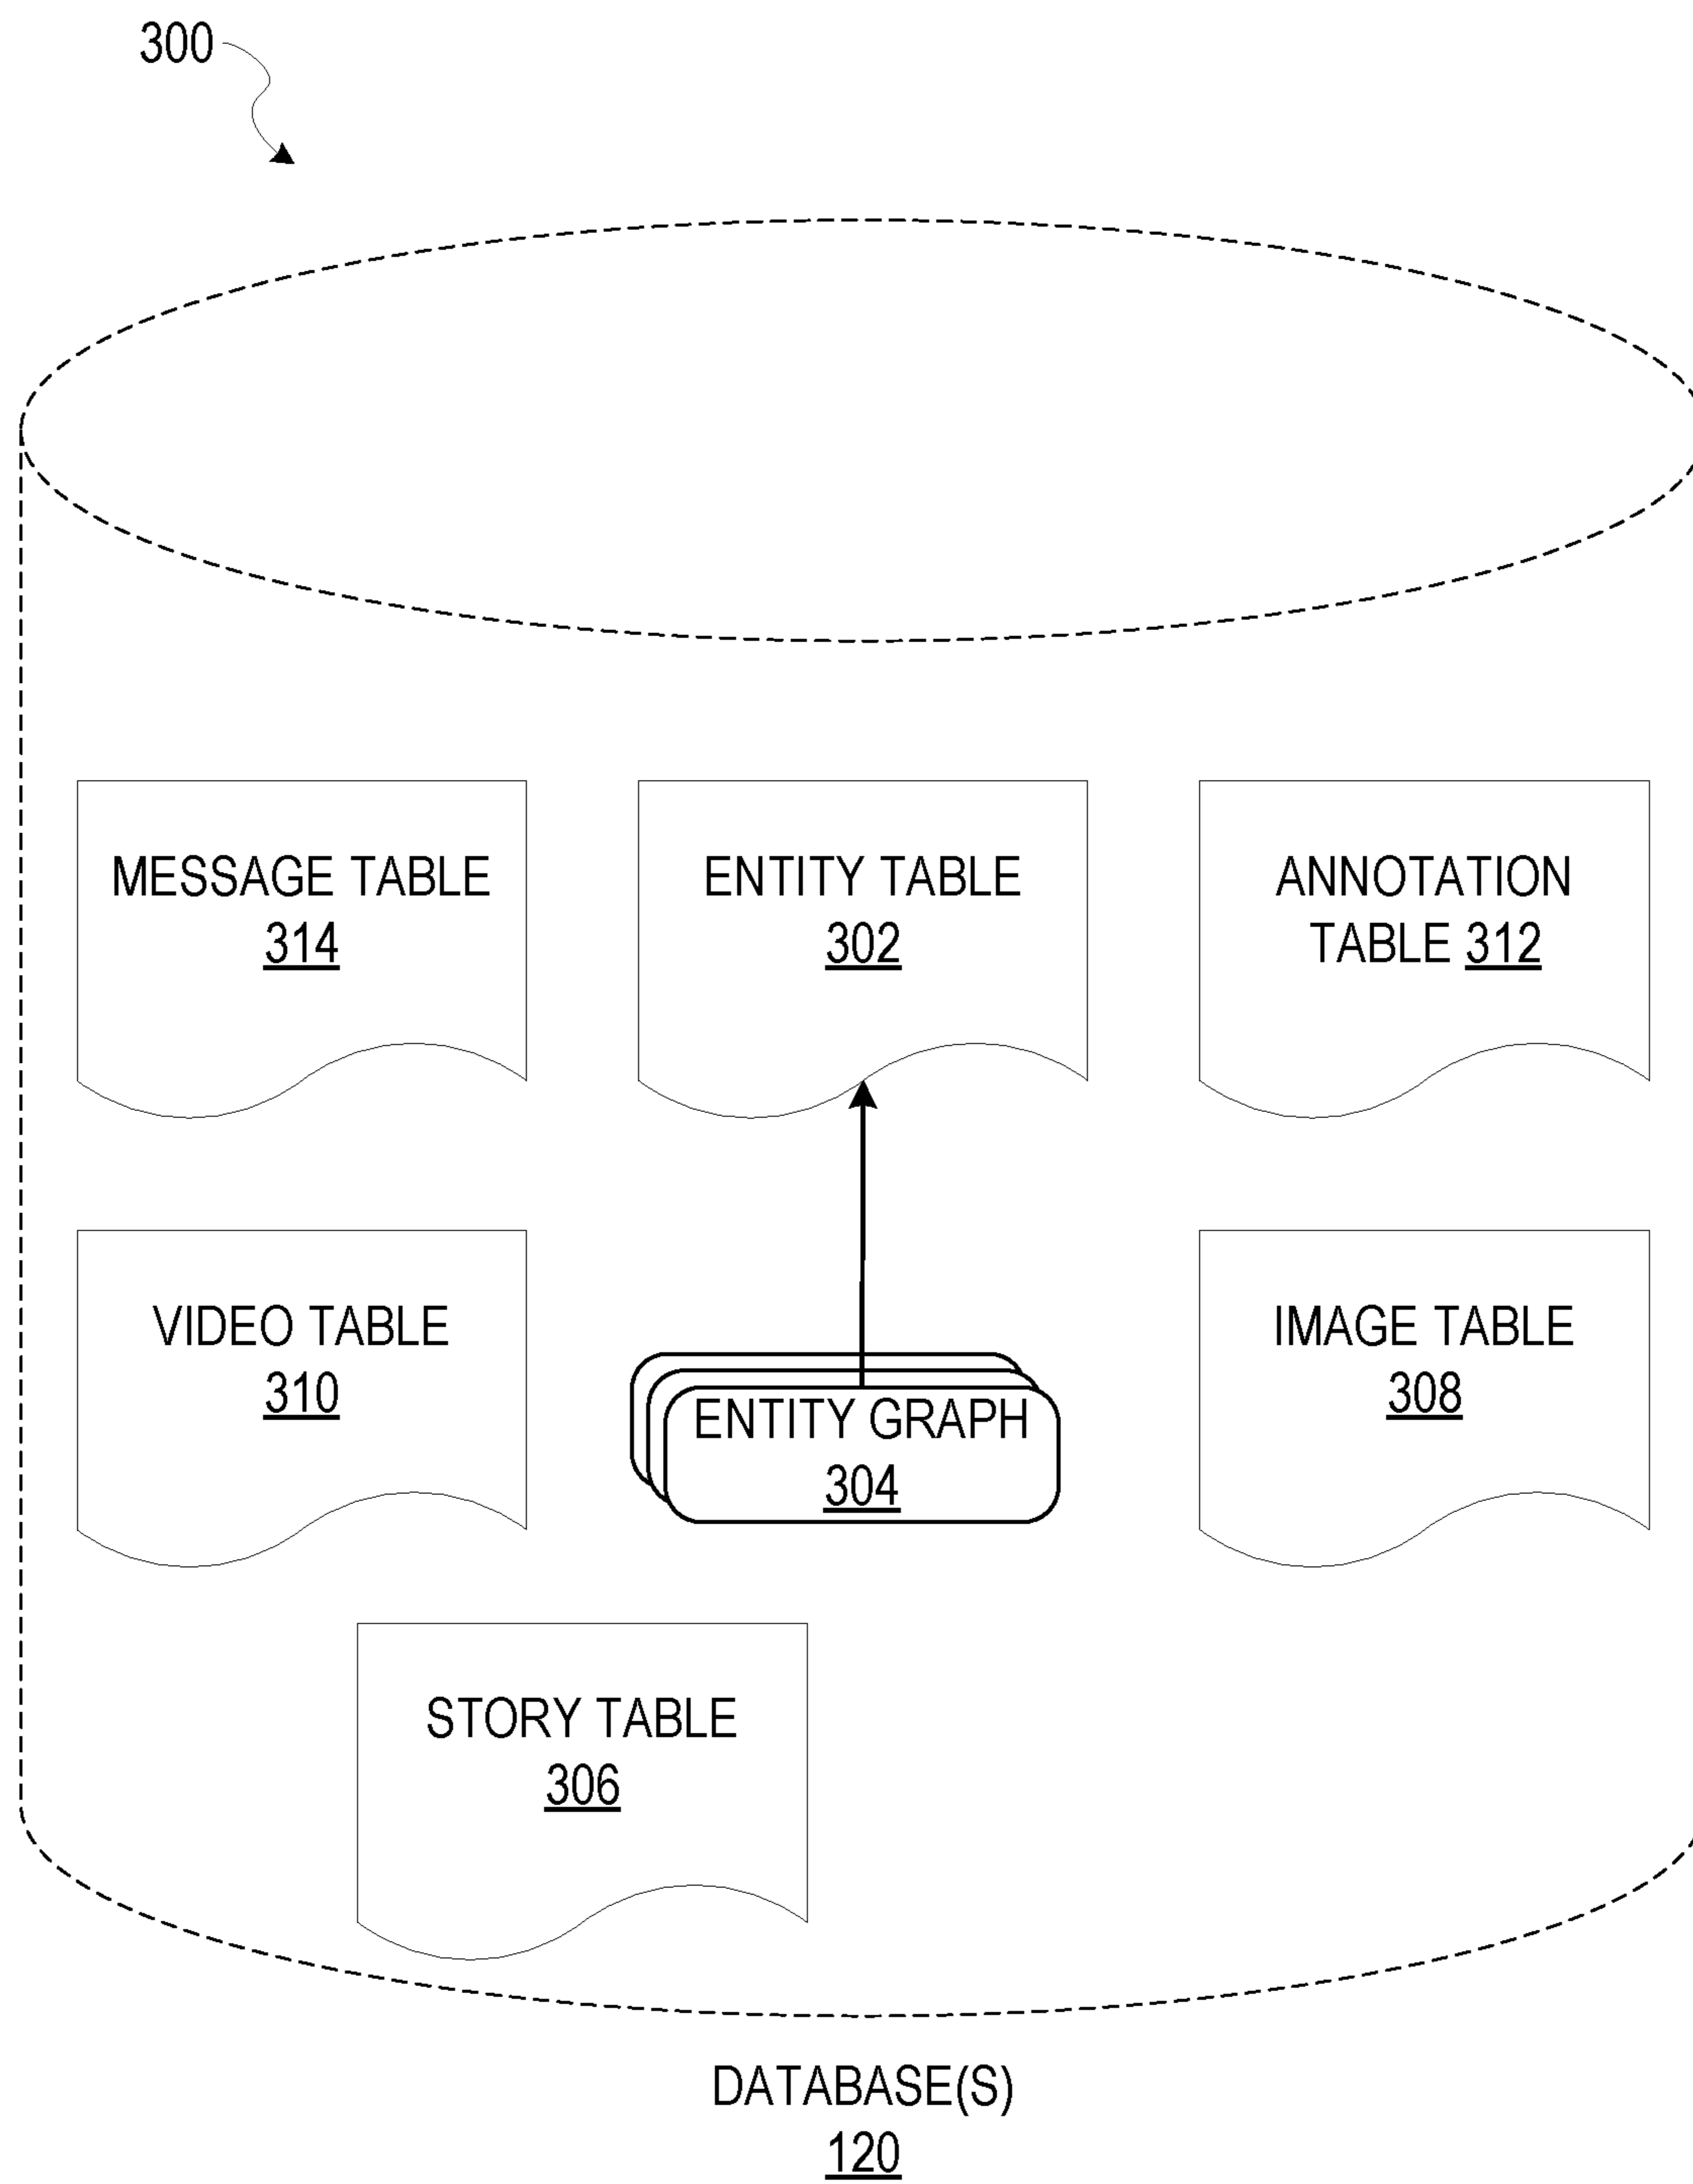 300
MESSAGE TABLE
314
ENTITY TABLE
302
ANNOTATION
TABLE 312
VIDEO TABLE
310
ENTITY GRAPH
304
IMAGE TABLE
308
STORY TABLE
306
DATABASE(S)
120